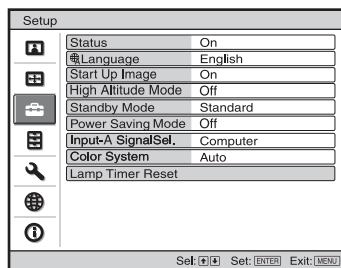 Setup
Status On
Language English
Start Up Image On
High Altitude Mode Off
Standby Mode Standard
Power Saving Mode Off
Input-A SignalSel. Computer
Color System Auto
Lamp Timer Reset
Sel: Set: ENTER Exit: MENU